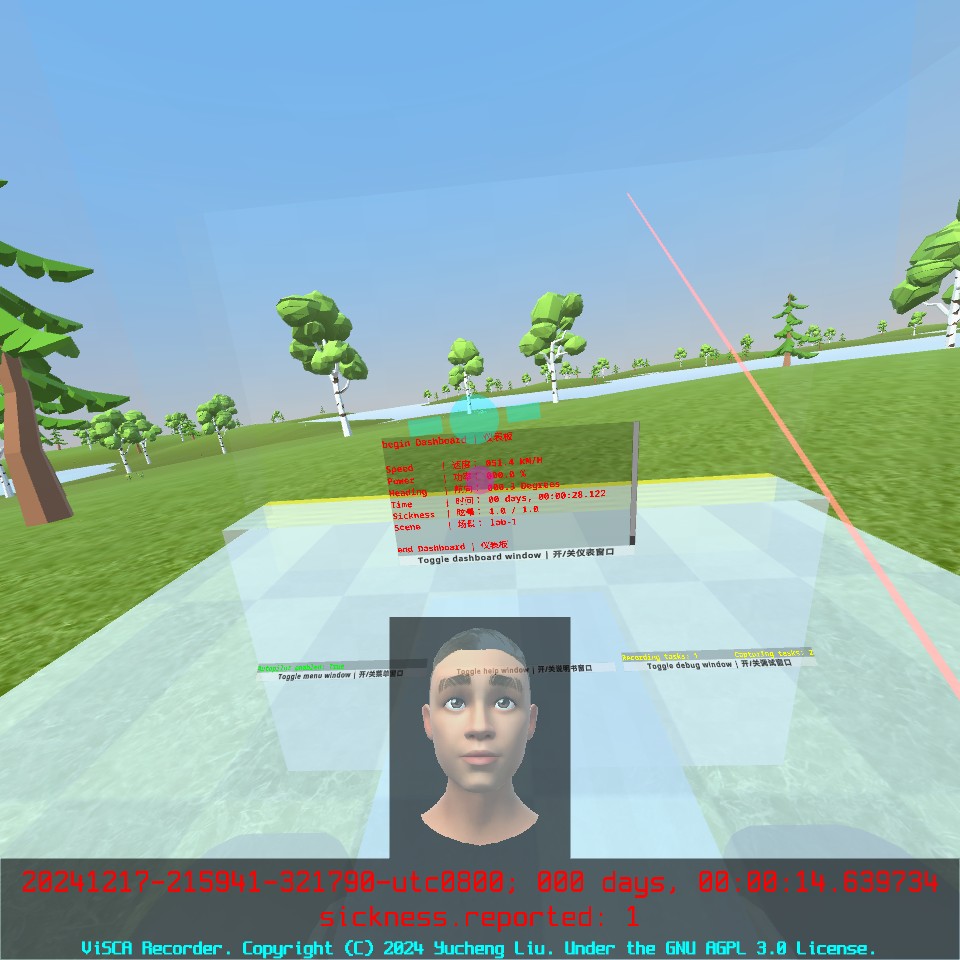 begin Dashboard | 仪表板
Speed | 速度: 051.4 kM/H
Power | 功率: 000.0 %
Heading | 朝向: 000.3 Degrees
Time | 时间: 00 days, 00:00:28.122
Sickness | 眩晕: 1.0 / 1.0
Scene | 场景: lab-1
end Dashboard | 仪表板
Toggle dashboard window | 开/关仪表窗口
Autopilot enabled: True
Toggle menu window | 开/关菜单窗口
Toggle help window | 开/关说明书窗口
Recording tasks: 1 Capturing tasks: 2
Toggle debug window | 开/关调试窗口
20241217-215941-321790-utc0800; 000 days, 00:00:14.639734
sickness.reported: 1
ViSCA Recorder. Copyright (C) 2024 Yucheng Liu. Under the GNU AGPL 3.0 License.